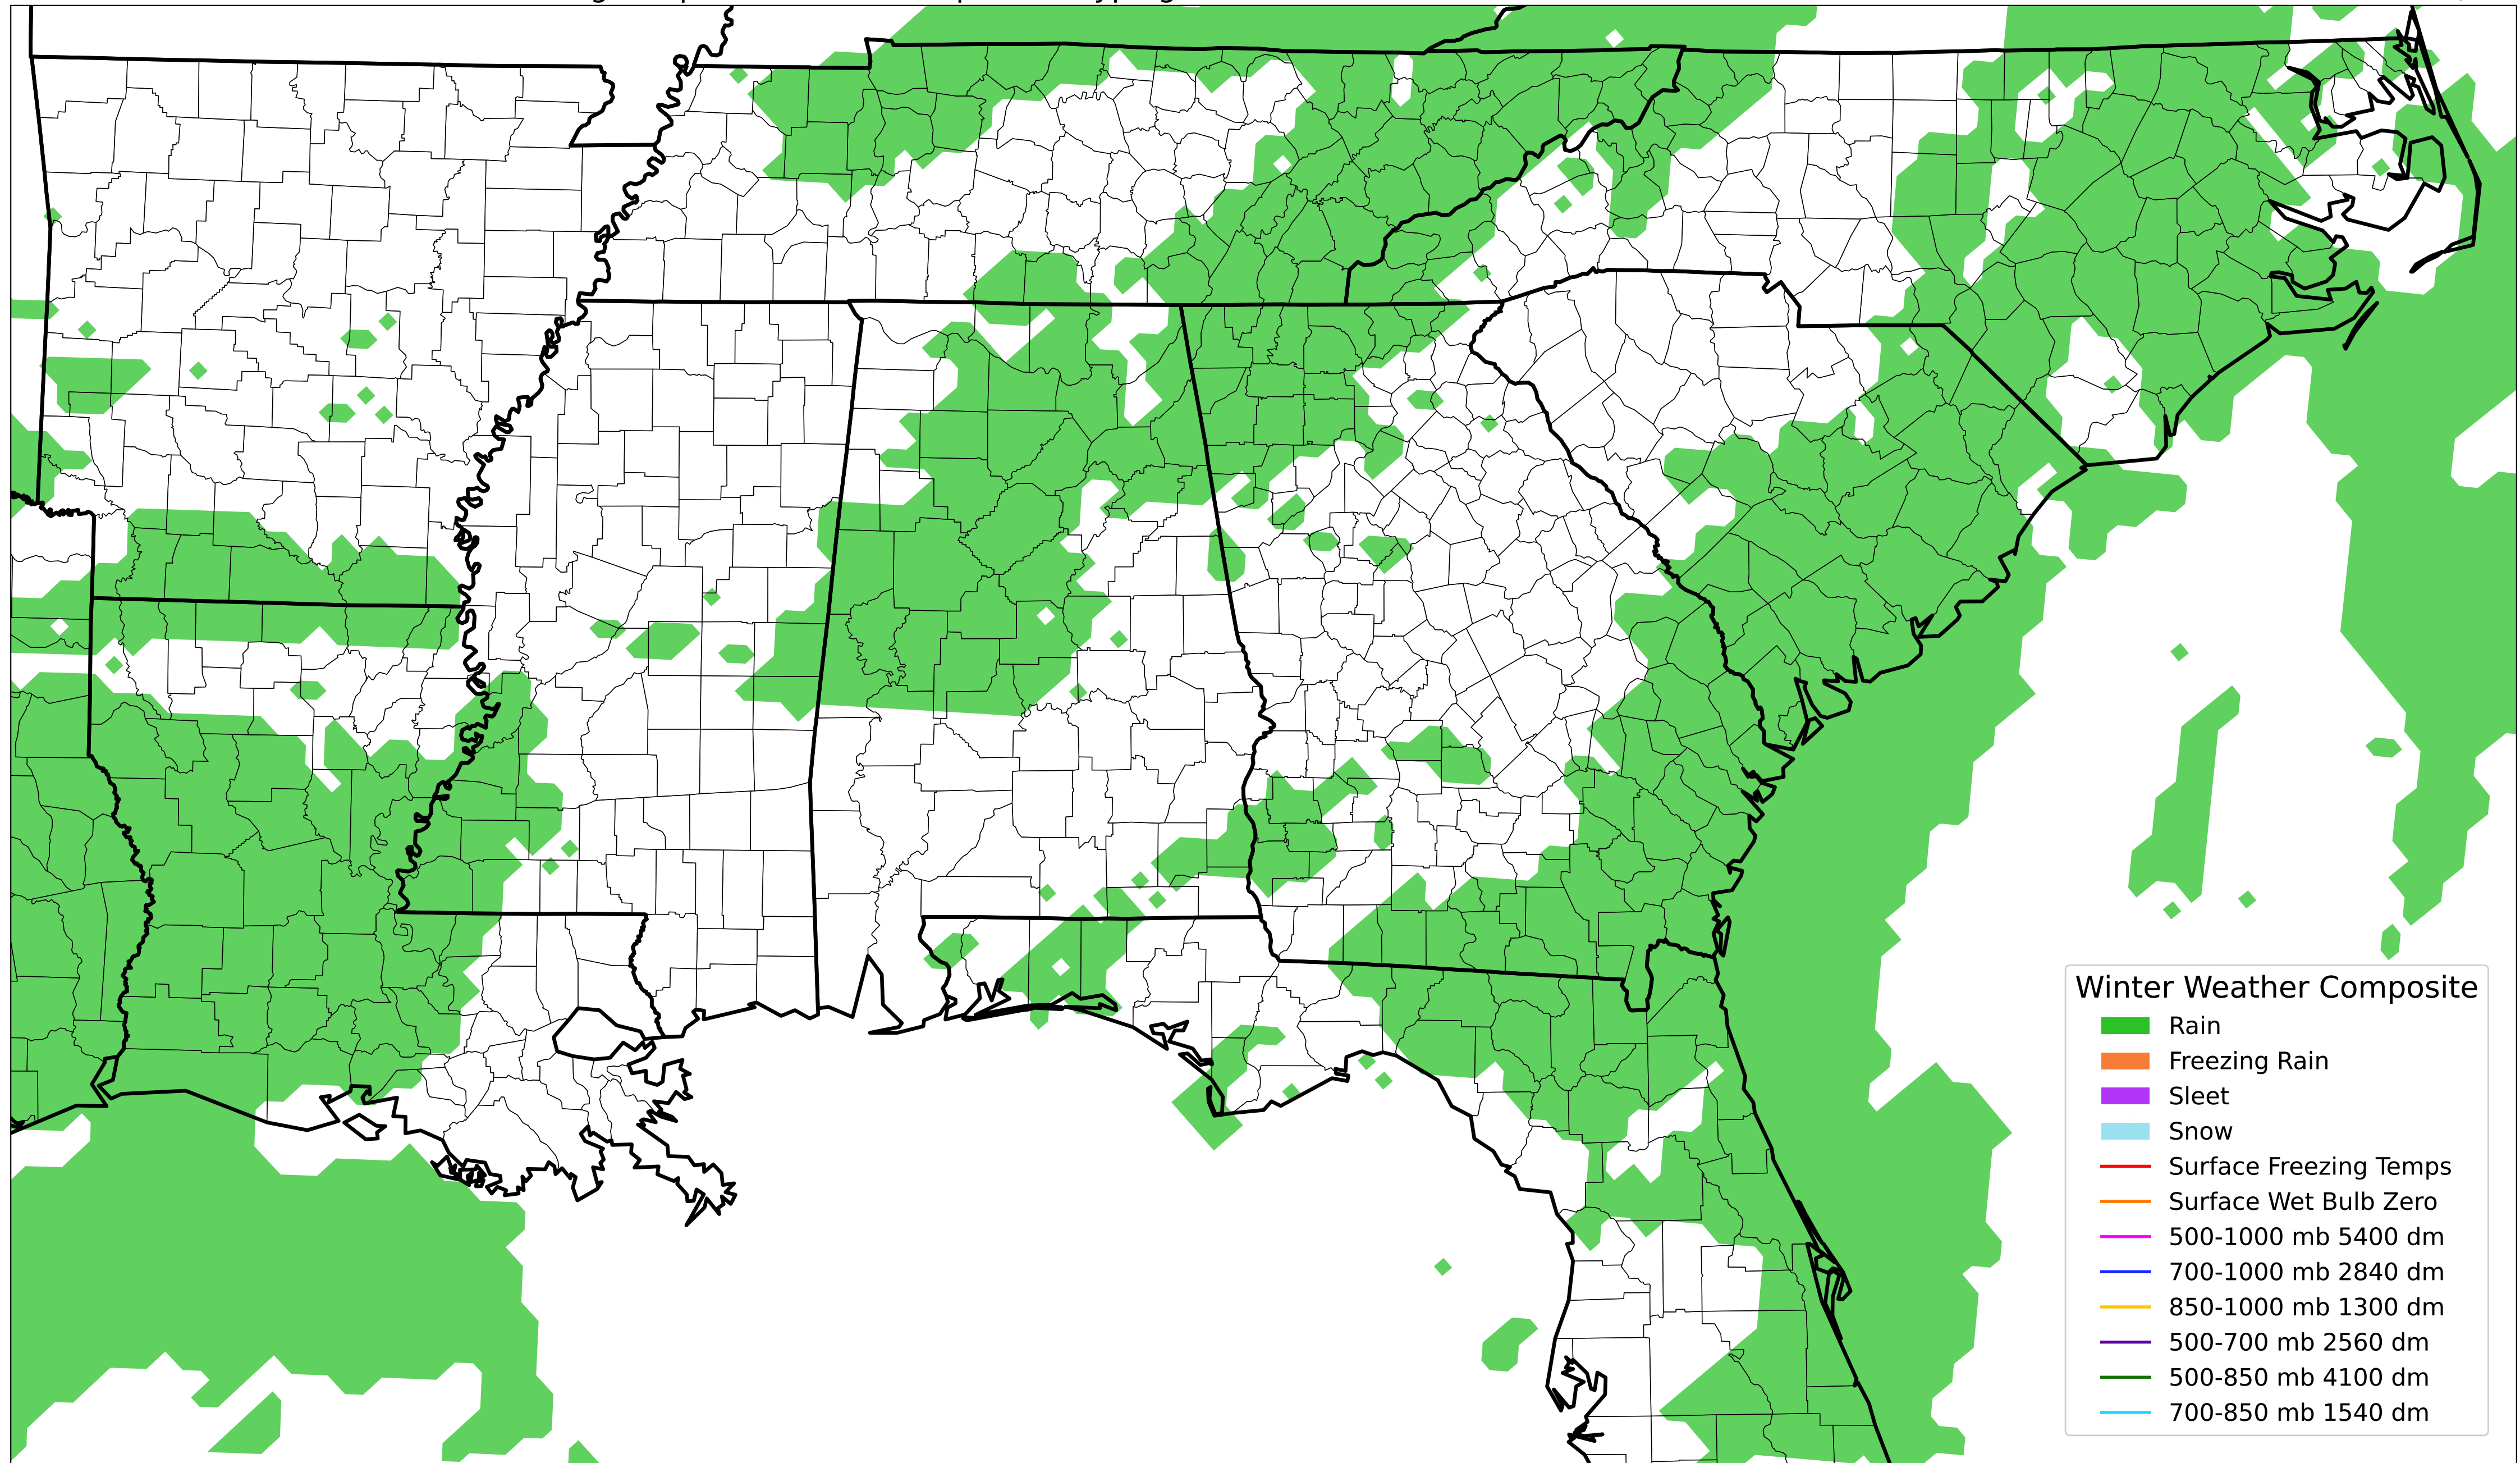 Winter Weather Composite
Rain
Freezing Rain
Sleet
Snow
Surface Freezing Temps
Surface Wet Bulb Zero
500-1000 mb 5400 dm
700-1000 mb 2840 dm
850-1000 mb 1300 dm
500-700 mb 2560 dm
500-850 mb 4100 dm
700-850 mb 1540 dm